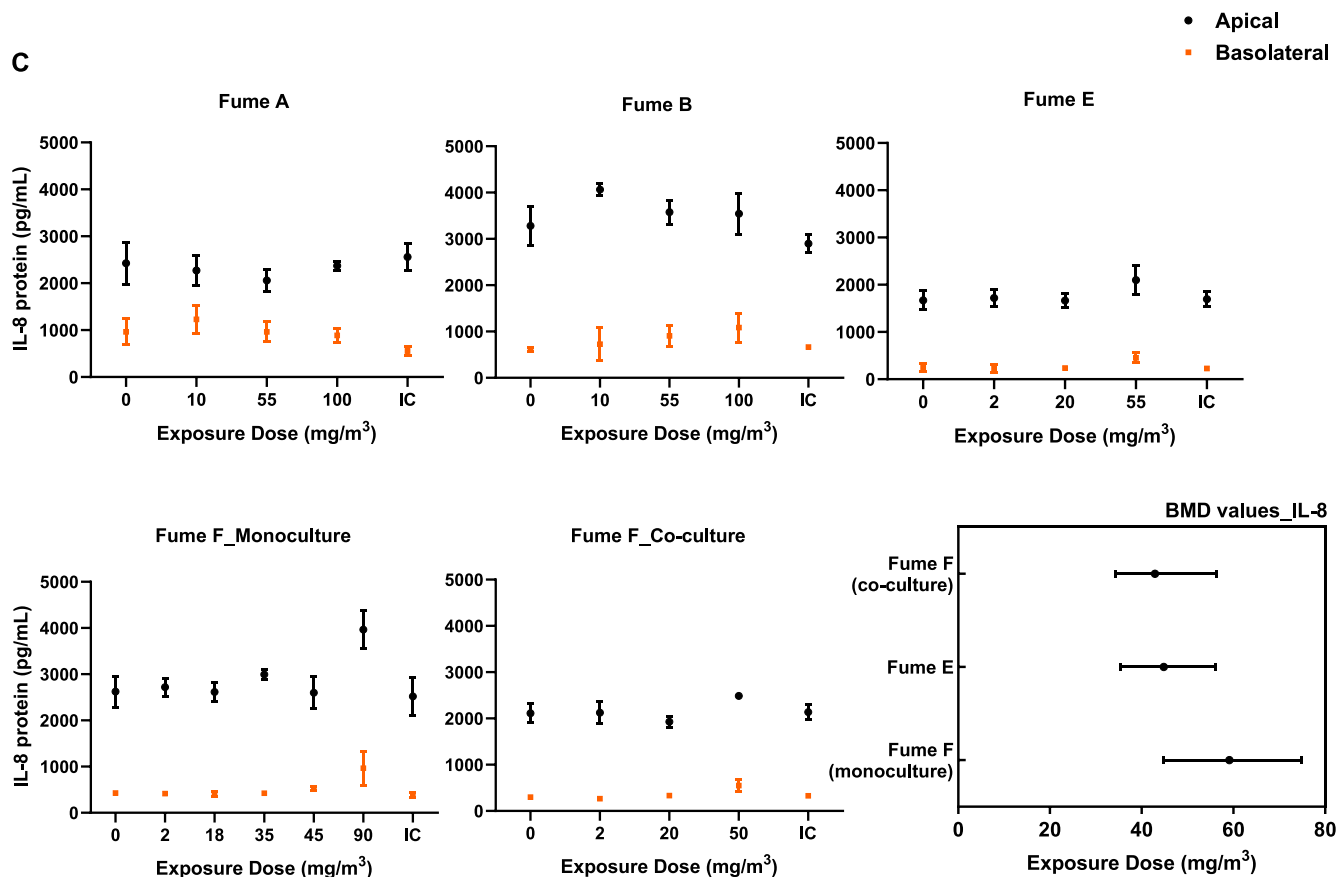 Apical
Basolateral
C
Fume A
Fume B
Fume E
IL-8 protein (pg/mL)
5000
4000
3000
2000
1000
0
0 10 55 100 IC
Exposure Dose (mg/m³)
5000
4000
3000
2000
1000
0
0 10 55 100 IC
Exposure Dose (mg/m³)
5000
4000
3000
2000
1000
0
0 2 20 55 IC
Exposure Dose (mg/m³)
Fume F_Monoculture
Fume F_Co-culture
BMD values_IL-8
IL-8 protein (pg/mL)
5000
4000
3000
2000
1000
0
0 2 18 35 45 90 IC
Exposure Dose (mg/m³)
5000
4000
3000
2000
1000
0
0 2 20 50 IC
Exposure Dose (mg/m³)
Fume F
(co-culture)
Fume E
Fume F
(monoculture)
0 20 40 60 80
Exposure Dose (mg/m³)